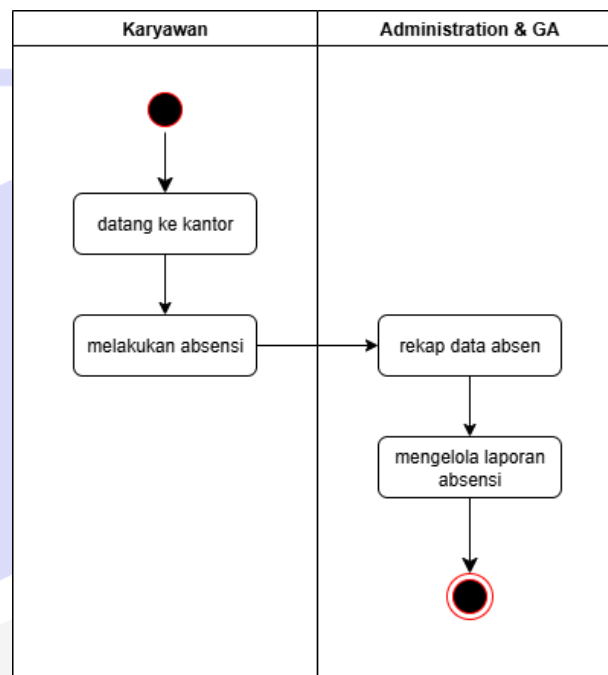 Karyawan
Administration & GA
datang ke kantor
melakukan absensi
rekap data absen
mengelola laporan
absensi